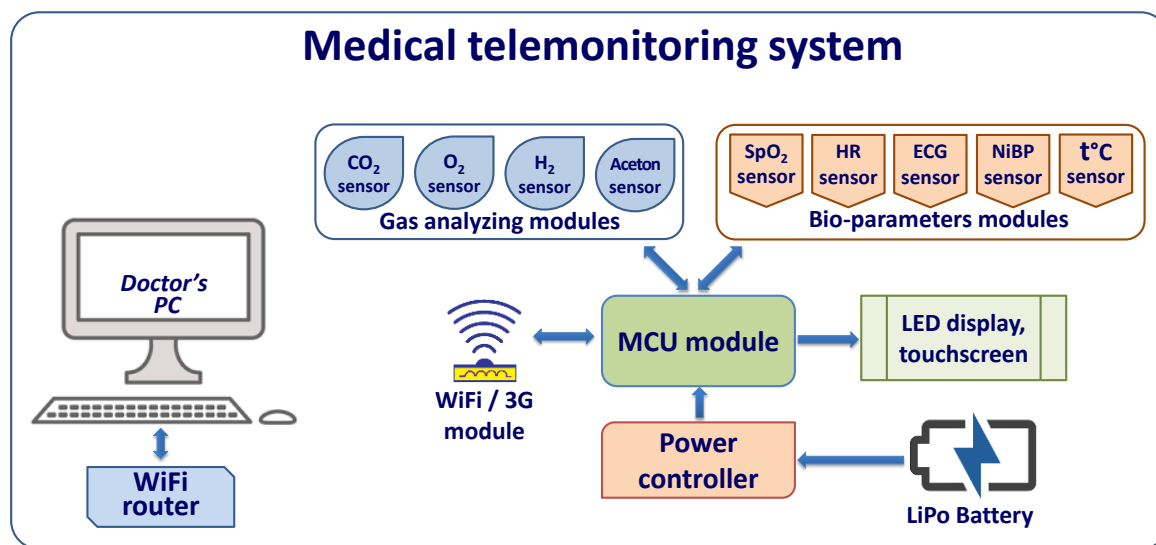 Medical telemonitoring system
CO₂
sensor
O₂
sensor
H₂
sensor
Aceton
sensor
Gas analyzing modules
SpO₂
sensor
HR
sensor
ECG
sensor
NiBP
sensor
t°C
sensor
Bio-parameters modules
Doctor’s
PC
WiFi
router
WiFi / 3G
module
MCU module
LED display,
touchscreen
Power
controller
LiPo Battery